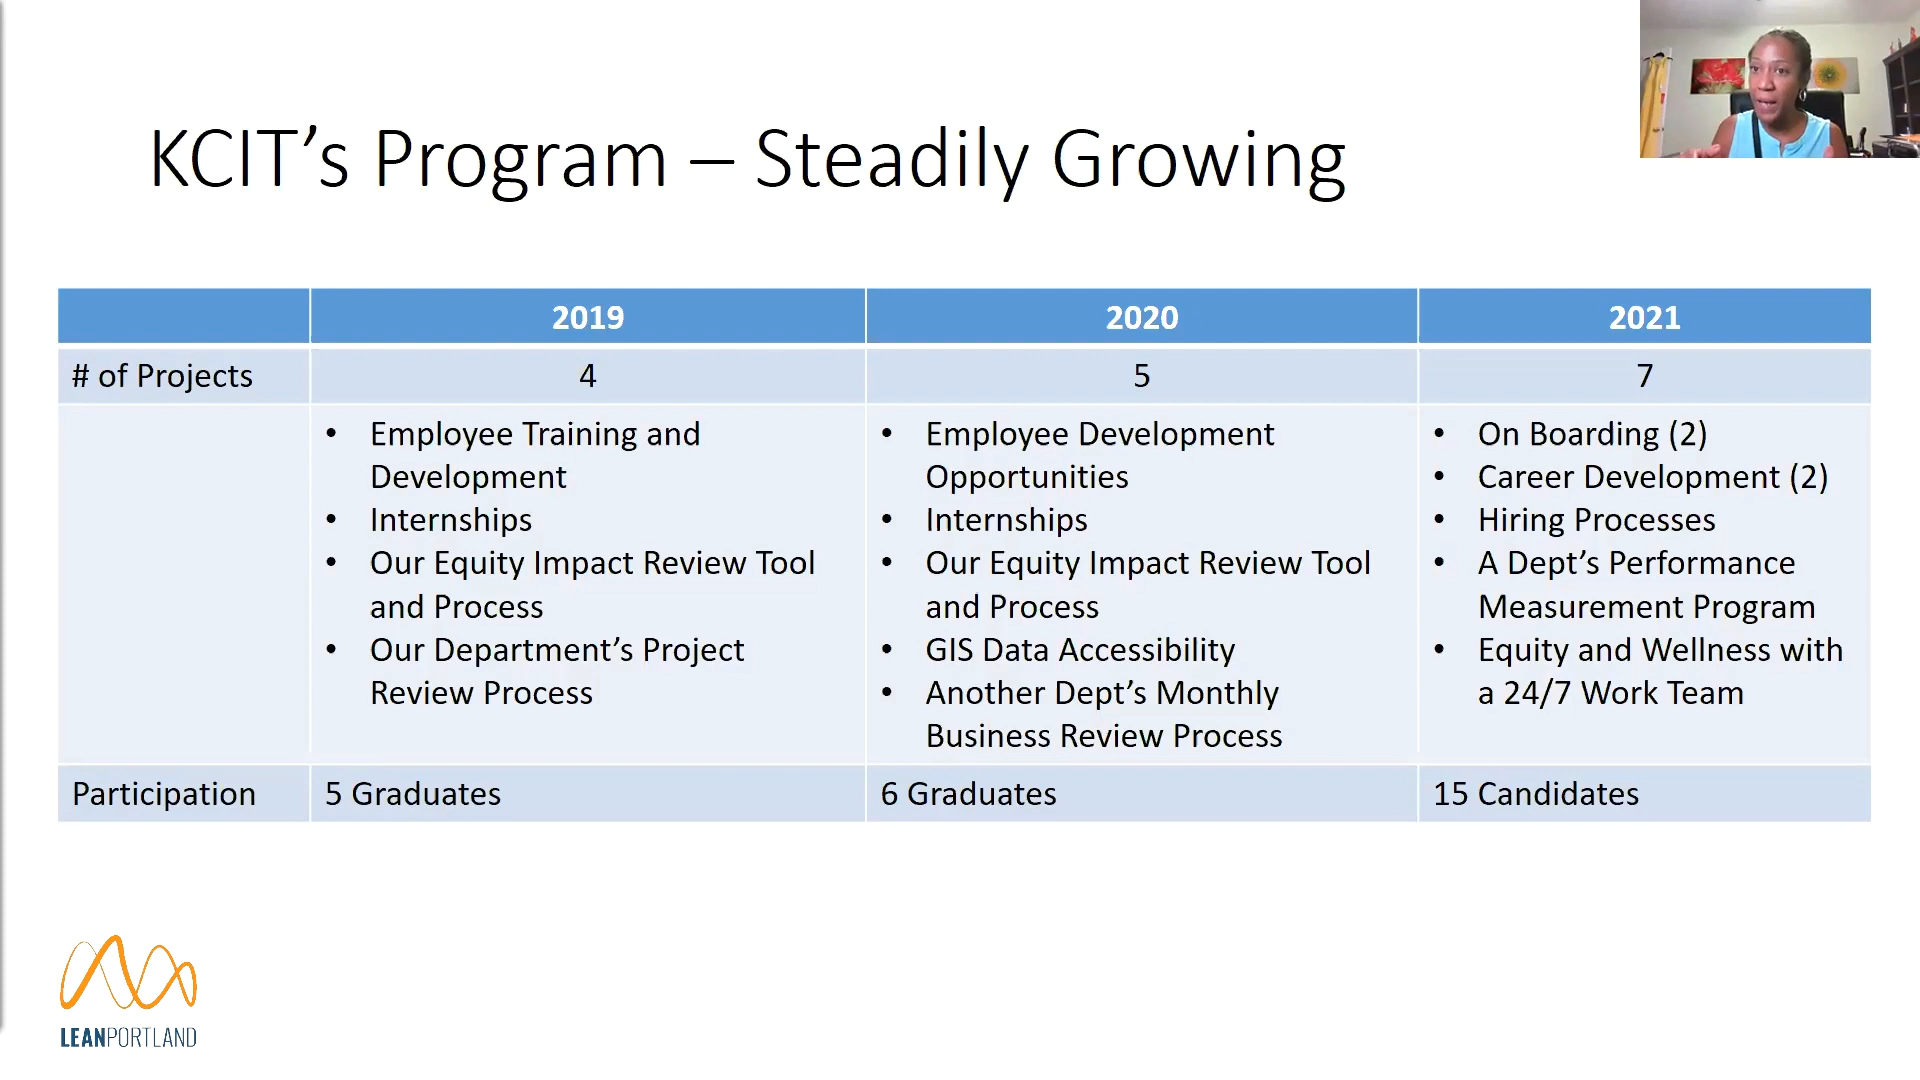 KCIT's Program – Steadily Growing
2019 2020 2021
# of Projects 4 5 7
• Employee Training and
Development
• Internships
• Our Equity Impact Review Tool
and Process
• Our Department's Project
Review Process
• Employee Development
Opportunities
• Internships
• Our Equity Impact Review Tool
and Process
• GIS Data Accessibility
• Another Dept's Monthly
Business Review Process
• On Boarding (2)
• Career Development (2)
• Hiring Processes
• A Dept's Performance
Measurement Program
• Equity and Wellness with
a 24/7 Work Team
Participation 5 Graduates 6 Graduates 15 Candidates
LEANPORTLAND